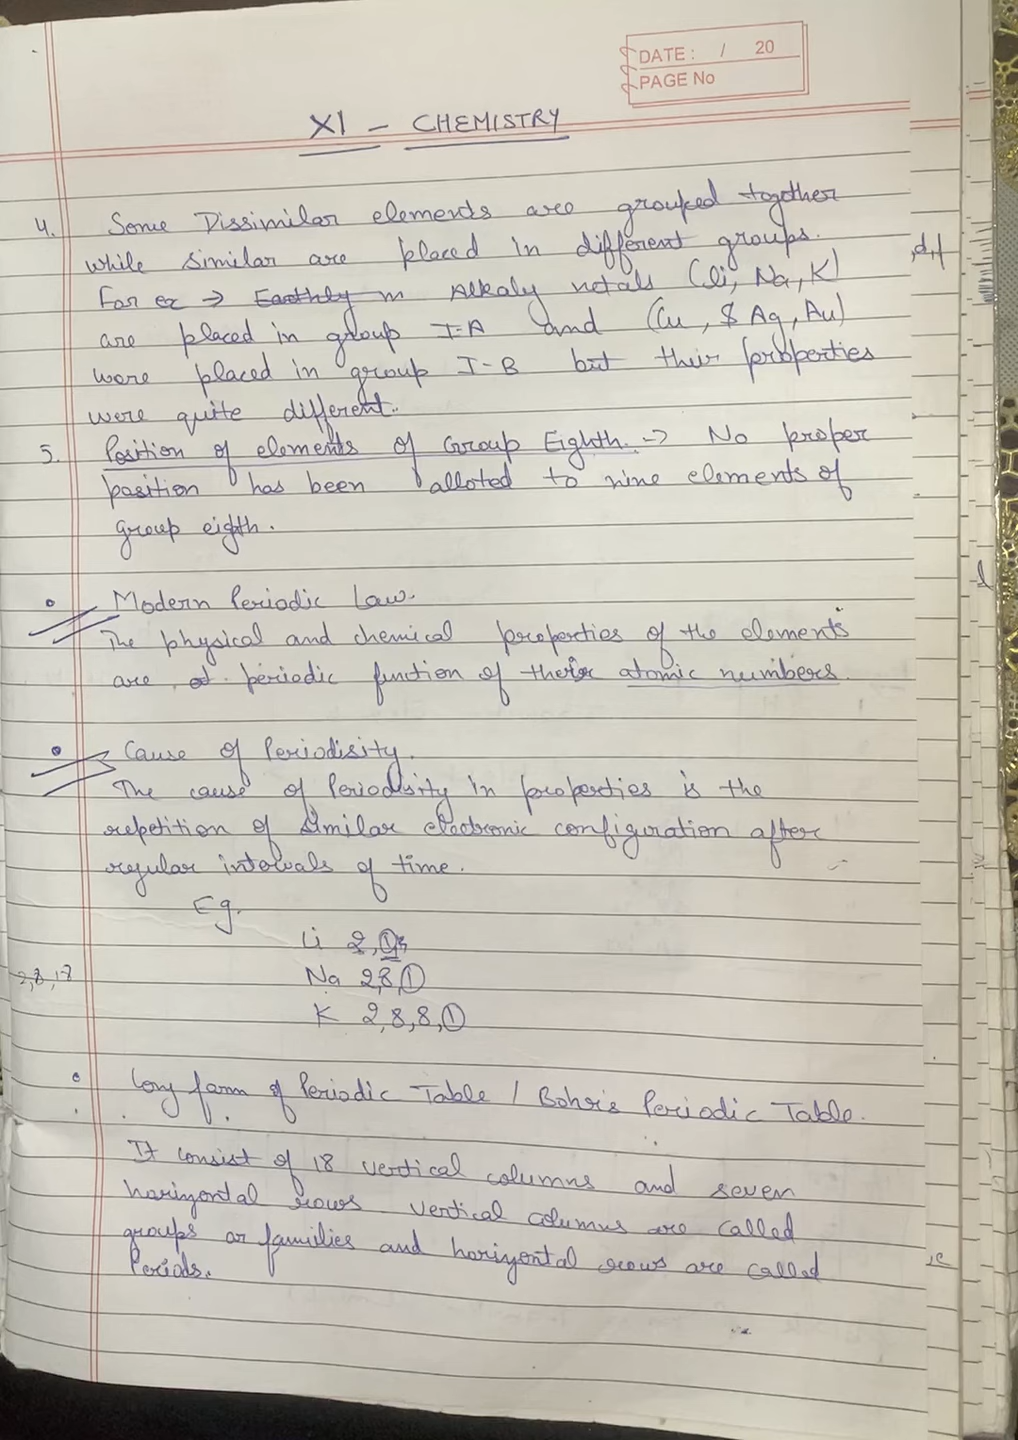 DATE : / 20
PAGE No
XI - CHEMISTRY
4. Some Dissimilar elements are grouped together
while similar are placed in different groups.
For ex → Earthly m Alkaly metals (Li, Na, K)
are placed in group I-A and (Cu, $ Ag, Au)
were placed in group I-B but their properties
were quite different.
5. Position of elements of Group Eighth. → No proper
position has been alloted to nine elements of
group eigth.
Modern Periodic Law.
The physical and chemical properties of the elements
are periodic function of their atomic numbers.
Cause of Periodisity.
The cause of Periodisity in properties is the
repetition of similar electronic configuration after
regular intervals of time.
Eg.
Li 2,1
Na 2,8,1
2,8,18
K 2,8,8,1
Long form of Periodic Table / Bohr's Periodic Table.
It consist of 18 vertical columns and seven
horizontal rows vertical columns are called
groups or families and horizontal rows are called
Periods.